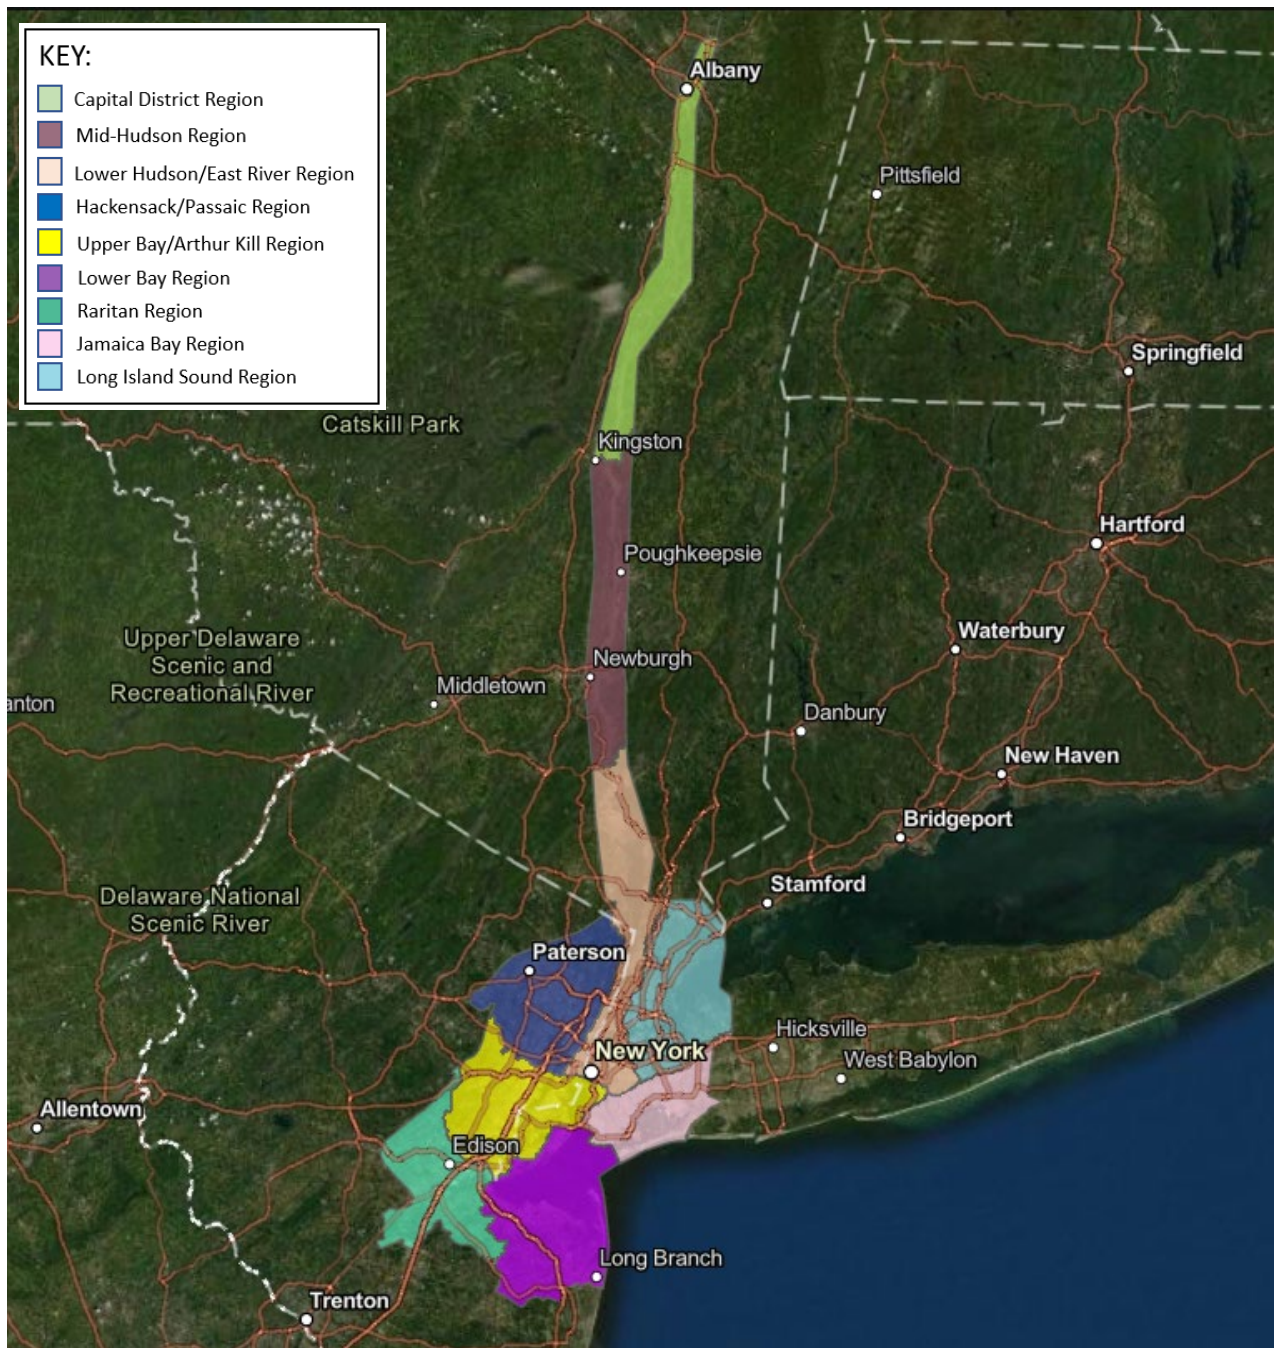 KEY:
Capital District Region
Mid-Hudson Region
Lower Hudson/East River Region
Hackensack/Passaic Region
Upper Bay/Arthur Kill Region
Lower Bay Region
Raritan Region
Jamaica Bay Region
Long Island Sound Region
Albany
Pittsfield
Springfield
Catskill Park
Kingston
Hartford
Poughkeepsie
Waterbury
Upper Delaware
Scenic and
Recreational River
Newburgh
Middletown
anton
Danbury
New Haven
Bridgeport
Stamford
Delaware National
Scenic River
Paterson
Hicksville
New York
West Babylon
Allentown
Edison
Long Branch
Trenton